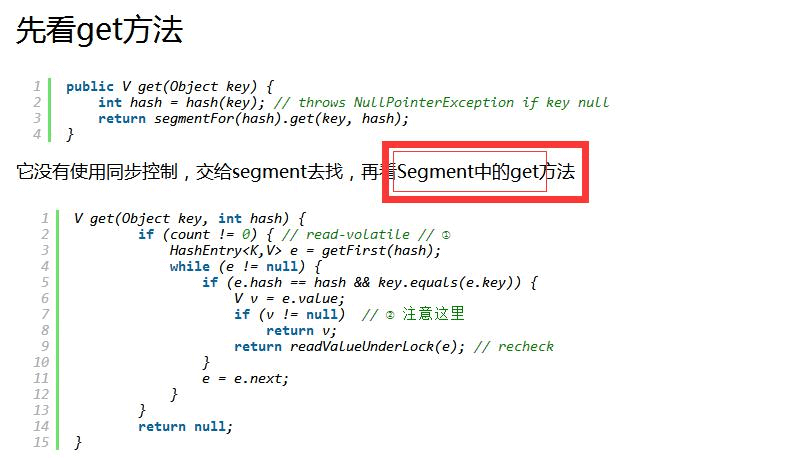 先看get方法
1 public V get(Object key) {
2 int hash = hash(key); // throws NullPointerException if key null
3 return segmentFor(hash).get(key, hash);
4 }
它没有使用同步控制，交给segment去找，再看Segment中的get方法
1 V get(Object key, int hash) {
2 if (count != 0) { // read-volatile // ①
3 HashEntry<K,V> e = getFirst(hash);
4 while (e != null) {
5 if (e.hash == hash && key.equals(e.key)) {
6 V v = e.value;
7 if (v != null) // ② 注意这里
8 return v;
9 return readValueUnderLock(e); // recheck
10 }
11 e = e.next;
12 }
13 }
14 return null;
15 }